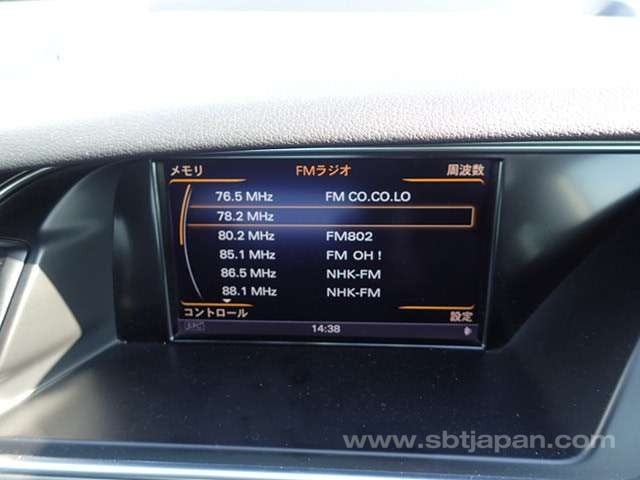 メモリ FMラジオ 周波数
76.5 MHz FM CO.CO.LO
78.2 MHz
80.2 MHz FM802
85.1 MHz FM OH !
86.5 MHz NHK-FM
88.1 MHz NHK-FM
コントロール 設定
14:38
www.sbtjapan.com